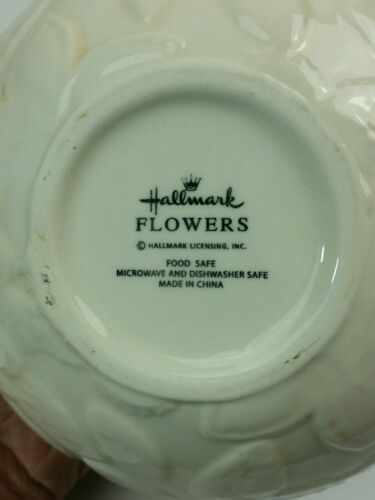 Hallmark
FLOWERS
© HALLMARK LICENSING, INC.
FOOD SAFE
MICROWAVE AND DISHWASHER SAFE
MADE IN CHINA